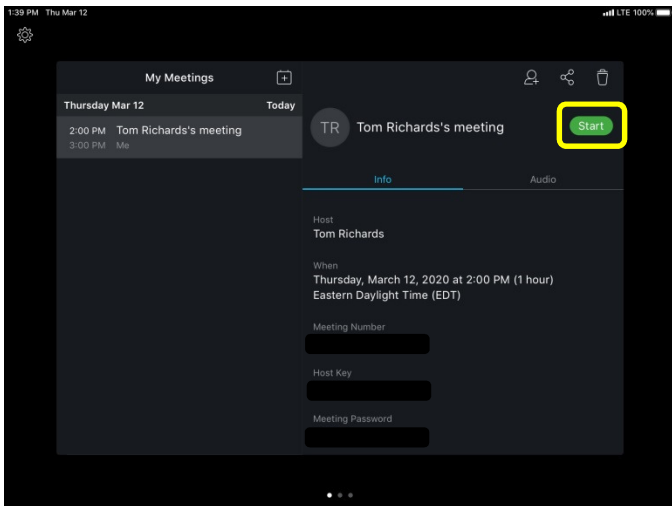 1:39 PM Thu Mar 12
LTE 100%
My Meetings
Thursday Mar 12 Today
2:00 PM Tom Richards's meeting
3:00 PM Me
TR Tom Richards's meeting Start
Info Audio
Host
Tom Richards
When
Thursday, March 12, 2020 at 2:00 PM (1 hour)
Eastern Daylight Time (EDT)
Meeting Number
Host Key
Meeting Password